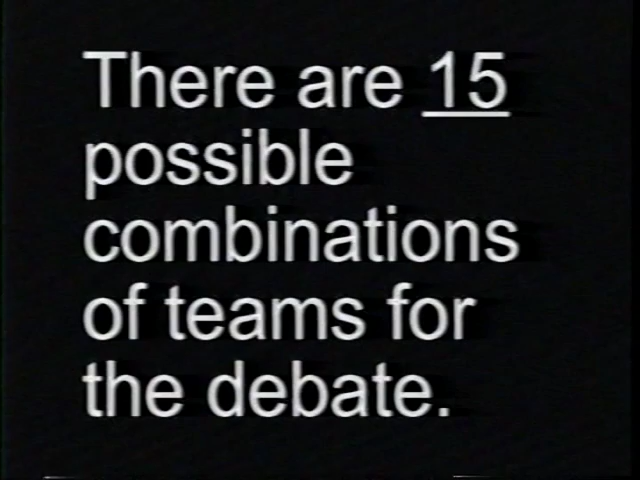 There are 15
possible
combinations
of teams for
the debate.